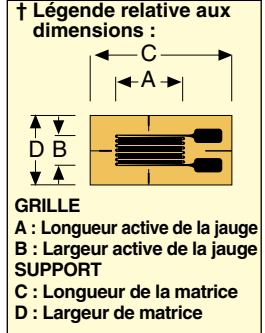 † Légende relative aux
dimensions :
C
A
D B
GRILLE
A : Longueur active de la jauge
B : Largeur active de la jauge
SUPPORT
C : Longueur de la matrice
D : Largeur de matrice